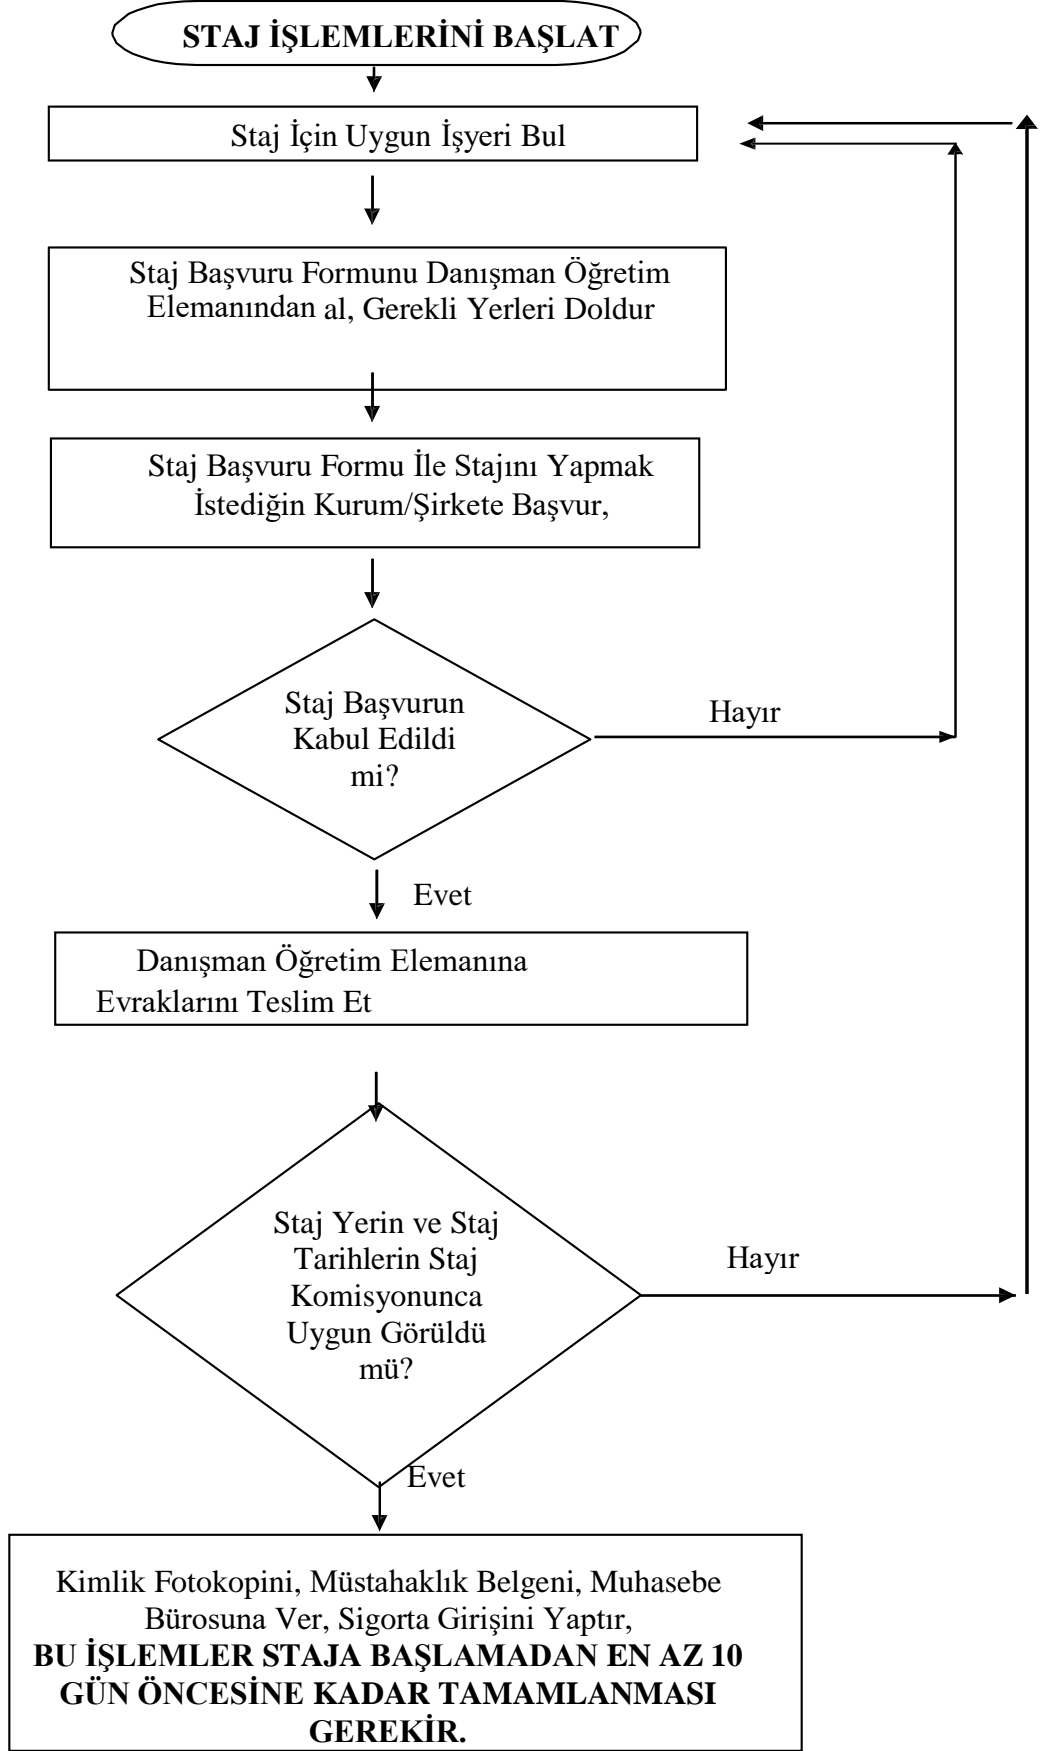 STAJ İŞLEMLERİNİ BAŞLAT
Staj İçin Uygun İşyeri Bul
Staj Başvuru Formunu Danışman Öğretim
Elemanından al, Gerekli Yerleri Doldur
Staj Başvuru Formu İle Stajını Yapmak
İstediğin Kurum/Şirkete Başvur,
Staj Başvurun
Kabul Edildi
mi?
Hayır
Evet
Danışman Öğretim Elemanına
Evraklarını Teslim Et
Staj Yerin ve Staj
Tarihlerin Staj
Komisyonunca
Uygun Görüldü
mü?
Hayır
Evet
Kimlik Fotokopini, Müstahaklık Belgeni, Muhasebe
Bürosuna Ver, Sigorta Girişini Yaptır,
BU İŞLEMLER STAJA BAŞLAMADAN EN AZ 10
GÜN ÖNCESİNE KADAR TAMAMLANMASI
GEREKİR.